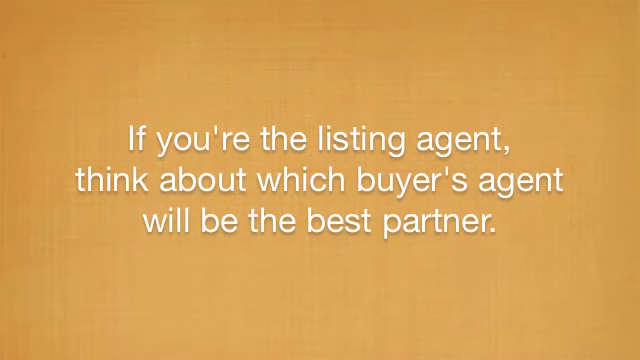 If you're the listing agent,
think about which buyer's agent
will be the best partner.